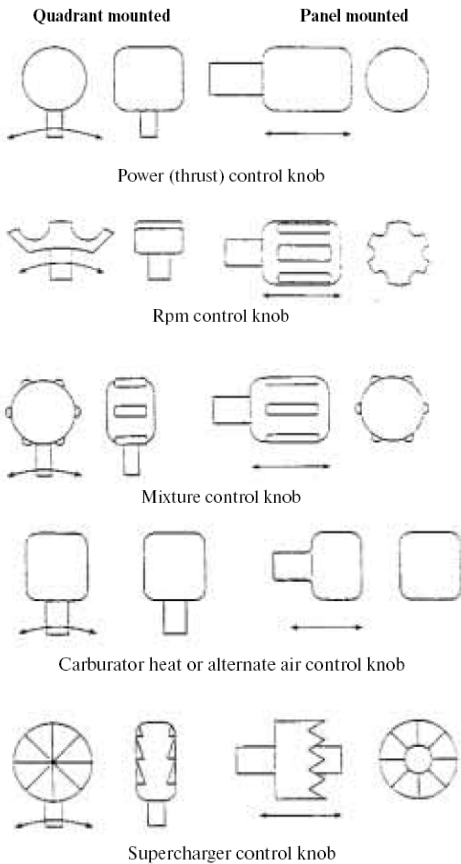 Quadrant mounted Panel mounted
Power (thrust) control knob
Rpm control knob
Mixture control knob
Carburator heat or alternate air control knob
Supercharger control knob